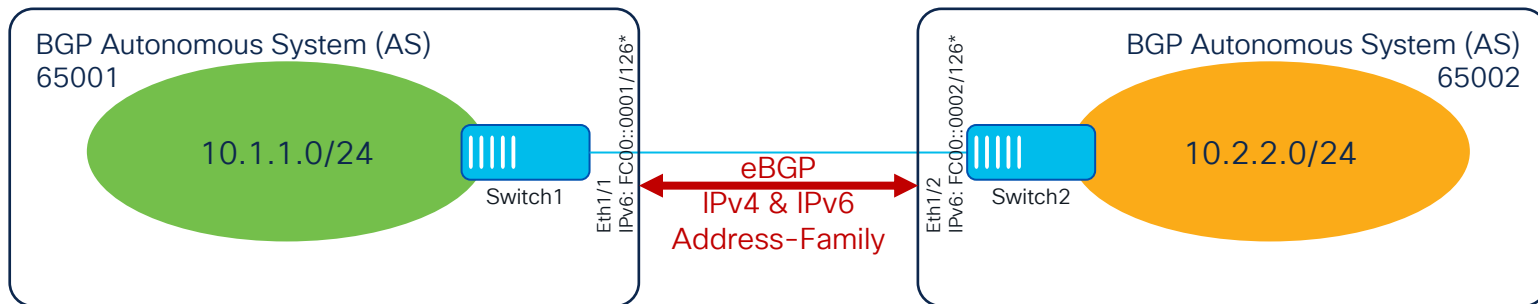 BGP Autonomous System (AS)
65001
10.1.1.0/24
Switch1
Eth1/1
IPv6: FC00::0001/126*
eBGP
IPv4 & IPv6
Address-Family
Eth1/2
IPv6: FC00::0002/126*
BGP Autonomous System (AS)
65002
Switch2
10.2.2.0/24